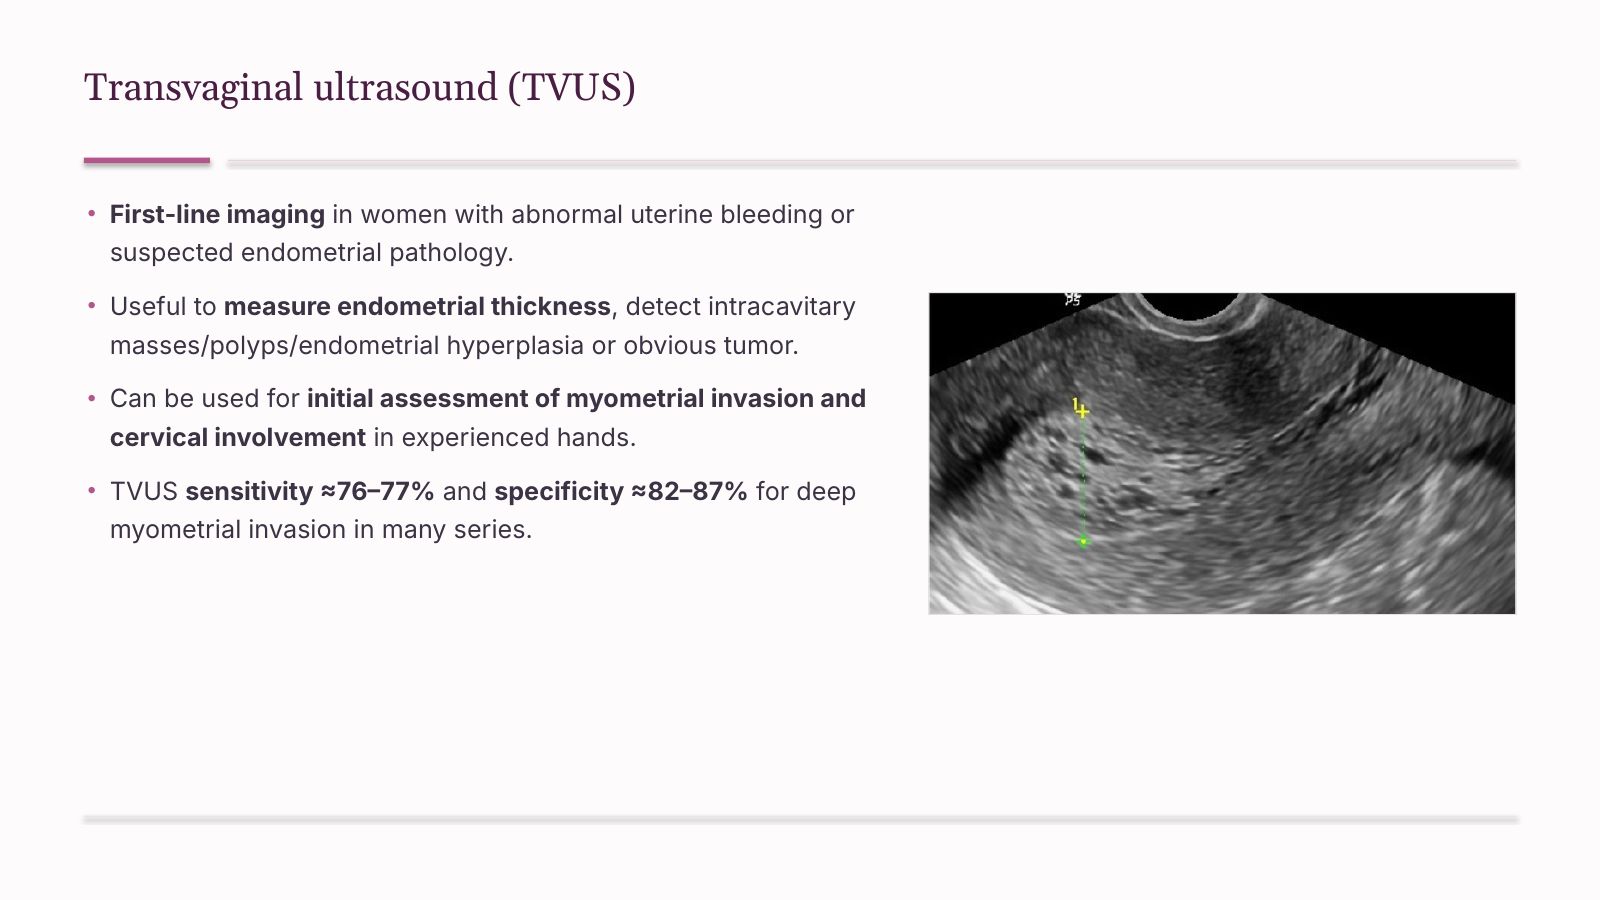 Transvaginal ultrasound (TVUS)
• First-line imaging in women with abnormal uterine bleeding or
suspected endometrial pathology.
• Useful to measure endometrial thickness, detect intracavitary
masses/polyps/endometrial hyperplasia or obvious tumor.
• Can be used for initial assessment of myometrial invasion and
cervical involvement in experienced hands.
• TVUS sensitivity ≈76–77% and specificity ≈82–87% for deep
myometrial invasion in many series.
1